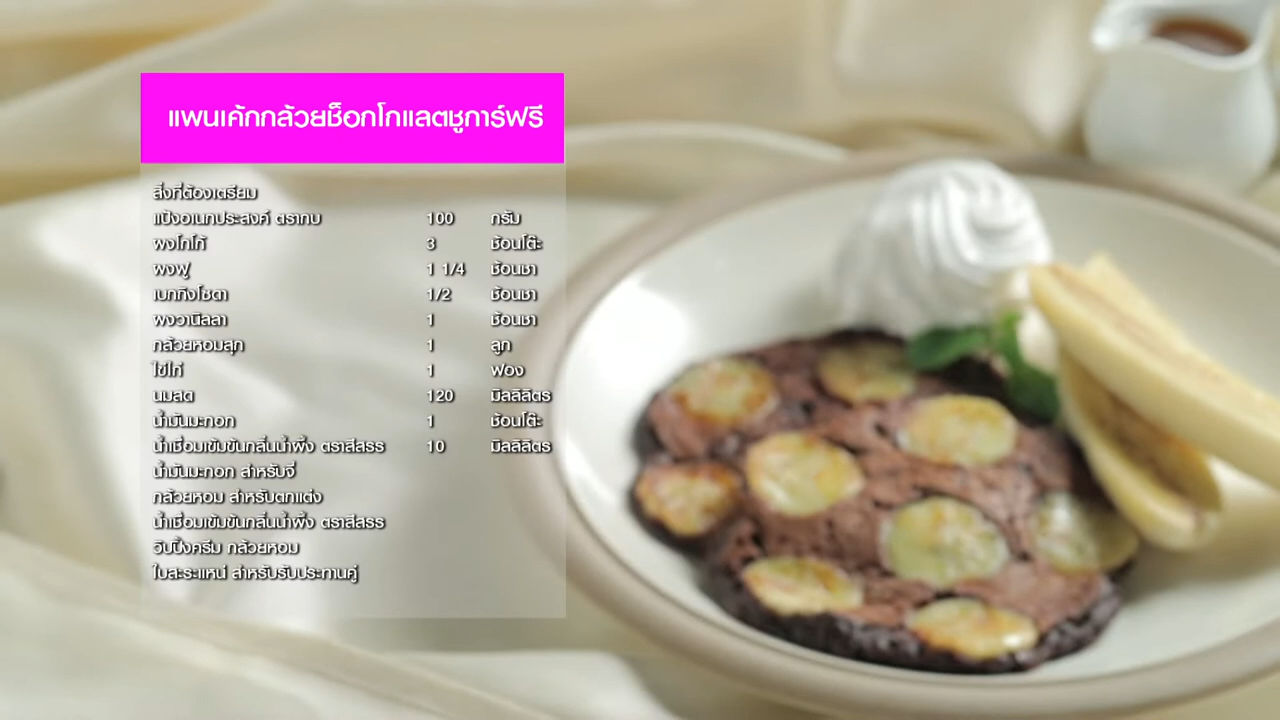 แพนเค้กกล้วยช็อกโกแลตชูการ์ฟรี
สิ่งที่ต้องเตรียม
แป้งอเนกประสงค์ ตรากบ 100 กรัม
ผงโกโก้ 3 ช้อนโต๊ะ
ผงฟู 1 1/4 ช้อนชา
เบกกิงโซดา 1/2 ช้อนชา
ผงวานิลลา 1 ช้อนชา
กล้วยหอมสุก 1 ลูก
ไข่ไก่ 1 ฟอง
นมสด 120 มิลลิลิตร
น้ำมันมะกอก 1 ช้อนโต๊ะ
น้ำเชื่อมเข้มข้นกลิ่นน้ำผึ้ง ตราลีลรร 10 มิลลิลิตร
น้ำมันมะกอก สำหรับจี่
กล้วยหอม สำหรับตกแต่ง
น้ำเชื่อมเข้มข้นกลิ่นน้ำผึ้ง ตราสีสรร
วิปปิ้งครีม กล้วยหอม
ใบสะระแหน่ สำหรับรับประทานคู่